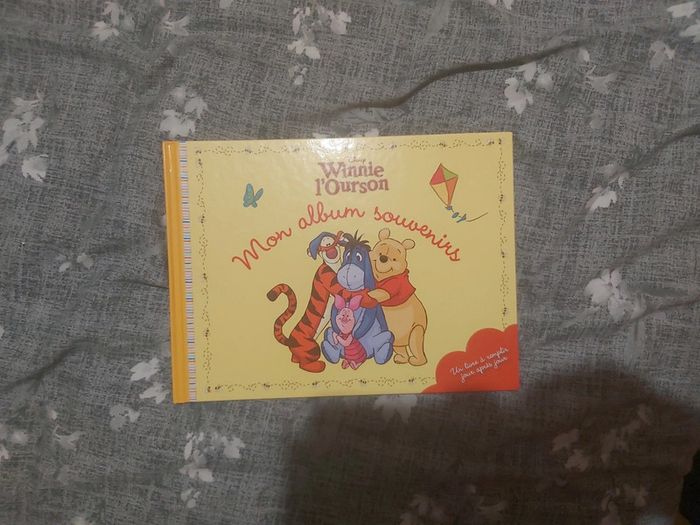 Disney
Winnie
l'Ourson
Mon album souvenirs
Un livre à remplir
jour après jour